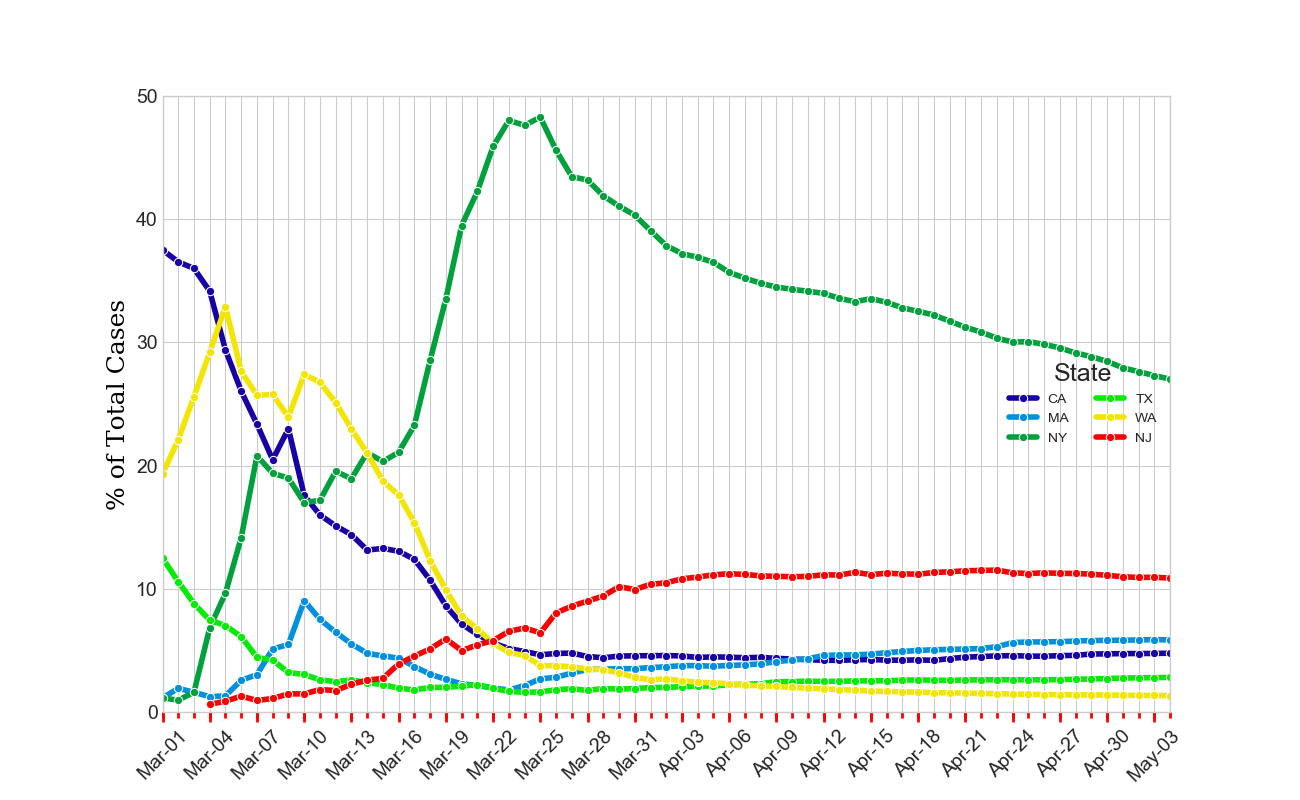 50
40
30
20
10
0
% of Total Cases
State
CA TX
MA WA
NY NJ
Mar-01 Mar-04 Mar-07 Mar-10 Mar-13 Mar-16 Mar-19 Mar-22 Mar-25 Mar-28 Mar-31 Apr-03 Apr-06 Apr-09 Apr-12 Apr-15 Apr-18 Apr-21 Apr-24 Apr-27 Apr-30 May-03